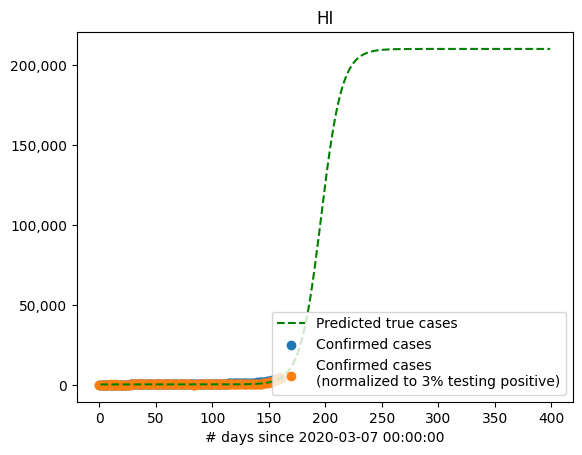 HI
200,000
150,000
100,000
50,000
0
Predicted true cases
Confirmed cases
Confirmed cases
(normalized to 3% testing positive)
0 50 100 150 200 250 300 350 400
# days since 2020-03-07 00:00:00